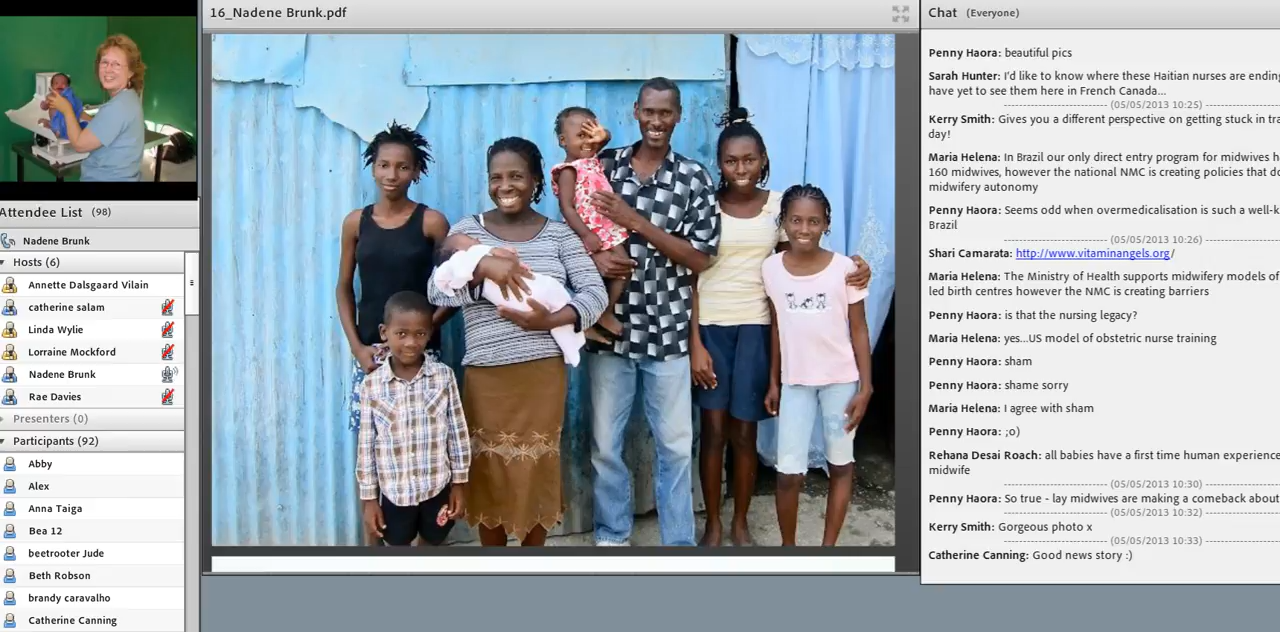 16_Nadene Brunk.pdf
Attendee List (98)
Nadene Brunk
Hosts (6)
Annette Dalsgaard Vilain
catherine salam
Linda Wylie
Lorraine Mockford
Nadene Brunk
Rae Davies
Presenters (0)
Participants (92)
Abby
Alex
Anna Taiga
Bea 12
beetrooter Jude
Beth Robson
brandy caravalho
Catherine Canning
Chat (Everyone)
Penny Haora: beautiful pics
Sarah Hunter: I'd like to know where these Haitian nurses are ending
have yet to see them here in French Canada...
(05/05/2013 10:25)
Kerry Smith: Gives you a different perspective on getting stuck in tra
day!
Maria Helena: In Brazil our only direct entry program for midwives h
160 midwives, however the national NMC is creating policies that do
midwifery autonomy
Penny Haora: Seems odd when overmedicalisation is such a well-k
Brazil
(05/05/2013 10:26)
Shari Camarata: http://www.vitaminangels.org/
Maria Helena: The Ministry of Health supports midwifery models of
led birth centres however the NMC is creating barriers
Penny Haora: is that the nursing legacy?
Maria Helena: yes...US model of obstetric nurse training
Penny Haora: sham
Penny Haora: shame sorry
Maria Helena: I agree with sham
Penny Haora: ;o)
Rehana Desai Roach: all babies have a first time human experience
midwife
(05/05/2013 10:30)
Penny Haora: So true - lay midwives are making a comeback about
(05/05/2013 10:32)
Kerry Smith: Gorgeous photo x
(05/05/2013 10:33)
Catherine Canning: Good news story :)